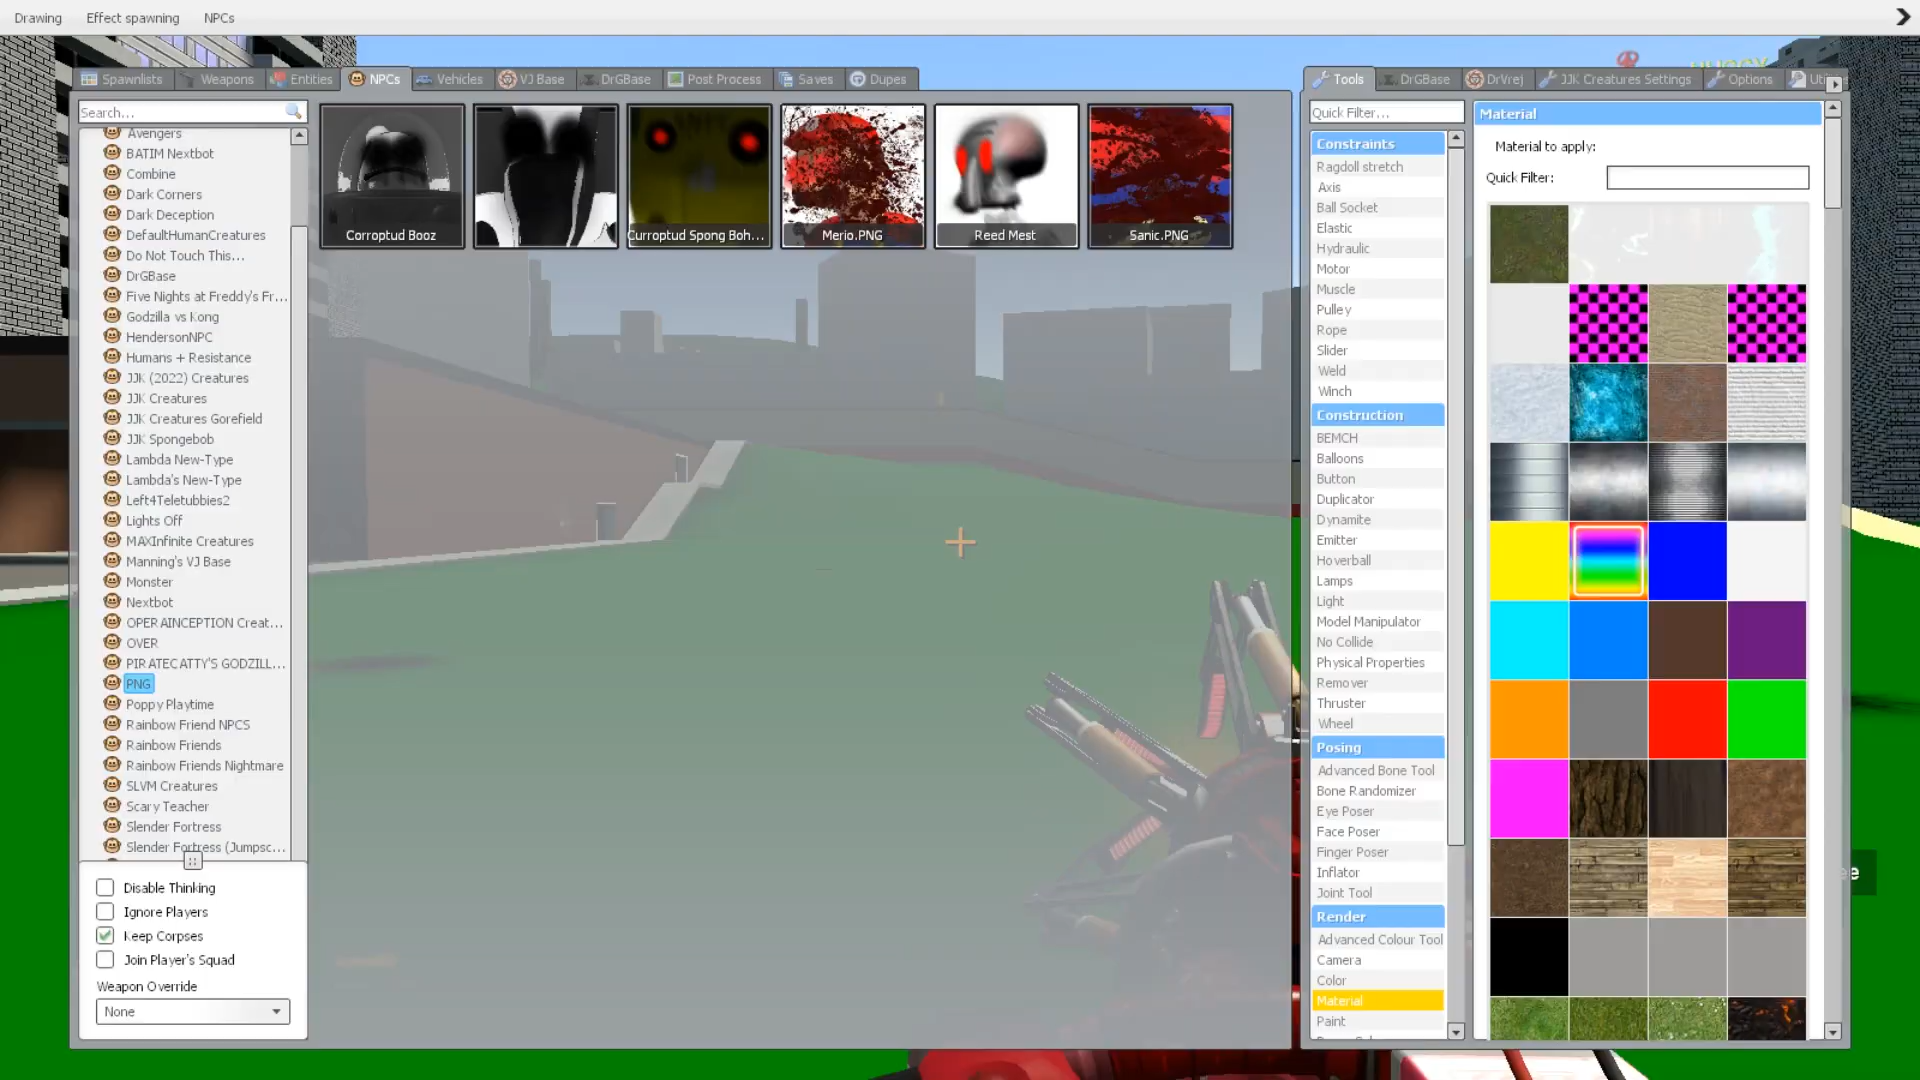 Drawing Effect spawning NPCs
Spawnlists Weapons Entities NPCs Vehicles VJ Base DrGBase Post Process Saves Dupes
Search...
Avengers
BATIM Nextbot
Combine
Dark Corners
Dark Deception
DefaultHumanCreatures
Do Not Touch This...
DrGBase
Five Nights at Freddy's Fr...
Godzilla vs Kong
HendersonNPC
Humans + Resistance
JJK (2022) Creatures
JJK Creatures
JJK Creatures Gorefield
JJK Spongebob
Lambda New-Type
Lambda's New-Type
Left4Teletubbies2
Lights Off
MAXInfinite Creatures
Manning's VJ Base
Monster
Nextbot
OPERAINCEPTION Creat...
OVER
PIRATECATTY'S GODZILL...
PNG
Poppy Playtime
Rainbow Friend NPCS
Rainbow Friends
Rainbow Friends Nightmare
SLVM Creatures
Scary Teacher
Slender Fortress
Slender Fortress (Jumpsc...
Disable Thinking
Ignore Players
Keep Corpses
Join Player's Squad
Weapon Override
None
Corroptud Booz
Curroptud Spong Boh...
Merio.PNG
Reed Mest
Sanic.PNG
Tools DrGBase DrVrej JJK Creatures Settings Options
Quick Filter...
Constraints
Ragdoll stretch
Axis
Ball Socket
Elastic
Hydraulic
Motor
Muscle
Pulley
Rope
Slider
Weld
Winch
Construction
BEMCH
Balloons
Button
Duplicator
Dynamite
Emitter
Hoverball
Lamps
Light
Model Manipulator
No Collide
Physical Properties
Remover
Thruster
Wheel
Posing
Advanced Bone Tool
Bone Randomizer
Eye Poser
Face Poser
Finger Poser
Inflator
Joint Tool
Render
Advanced Colour Tool
Camera
Color
Material
Paint
Material
Material to apply:
Quick Filter: